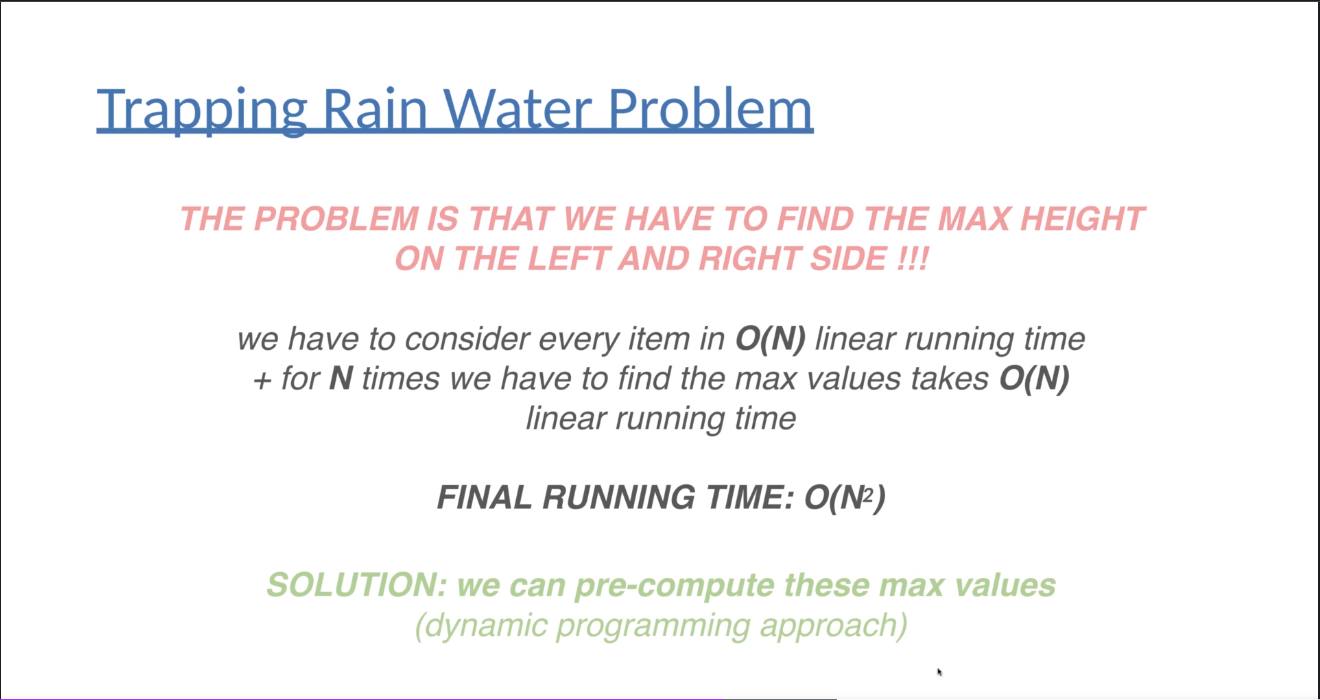 Trapping Rain Water Problem
THE PROBLEM IS THAT WE HAVE TO FIND THE MAX HEIGHT
ON THE LEFT AND RIGHT SIDE !!!
we have to consider every item in O(N) linear running time
+ for N times we have to find the max values takes O(N)
linear running time
FINAL RUNNING TIME: O(N²)
SOLUTION: we can pre-compute these max values
(dynamic programming approach)